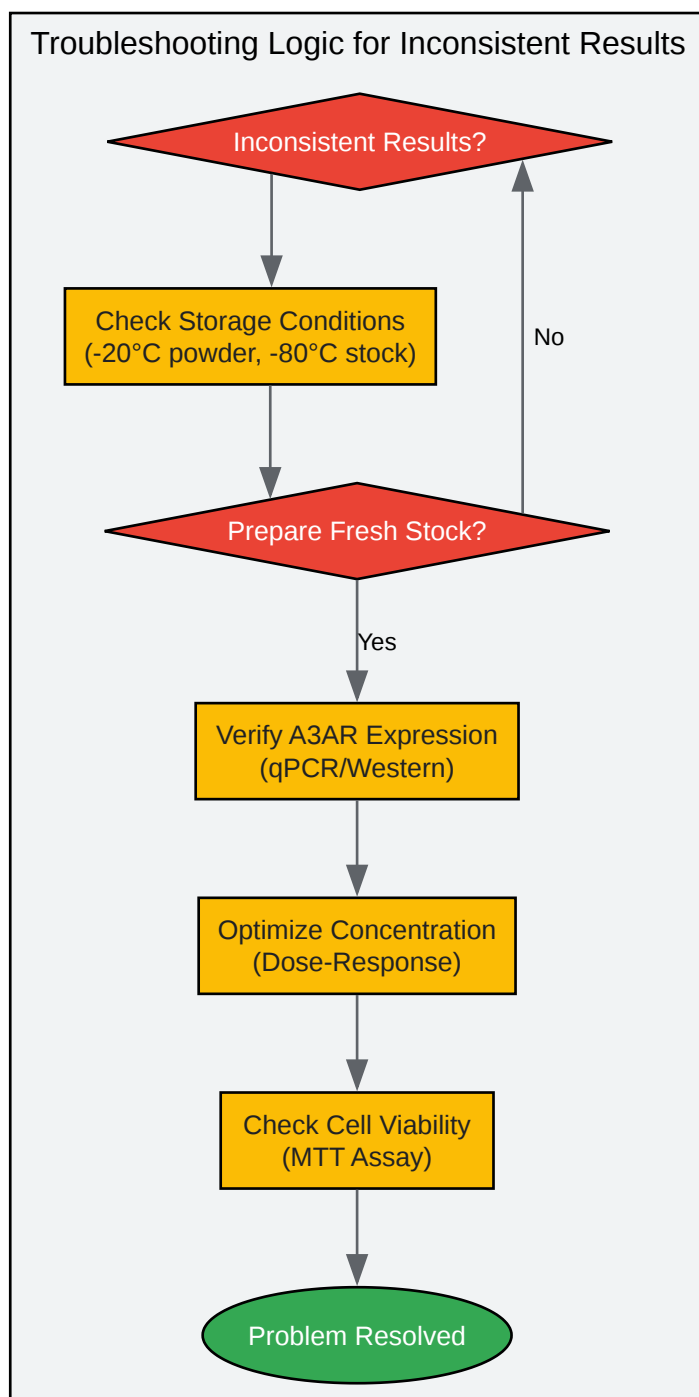 Troubleshooting Logic for Inconsistent Results
Inconsistent Results?
Check Storage Conditions
(-20°C powder, -80°C stock)
No
Prepare Fresh Stock?
Yes
Verify A3AR Expression
(qPCR/Western)
Optimize Concentration
(Dose-Response)
Check Cell Viability
(MTT Assay)
Problem Resolved